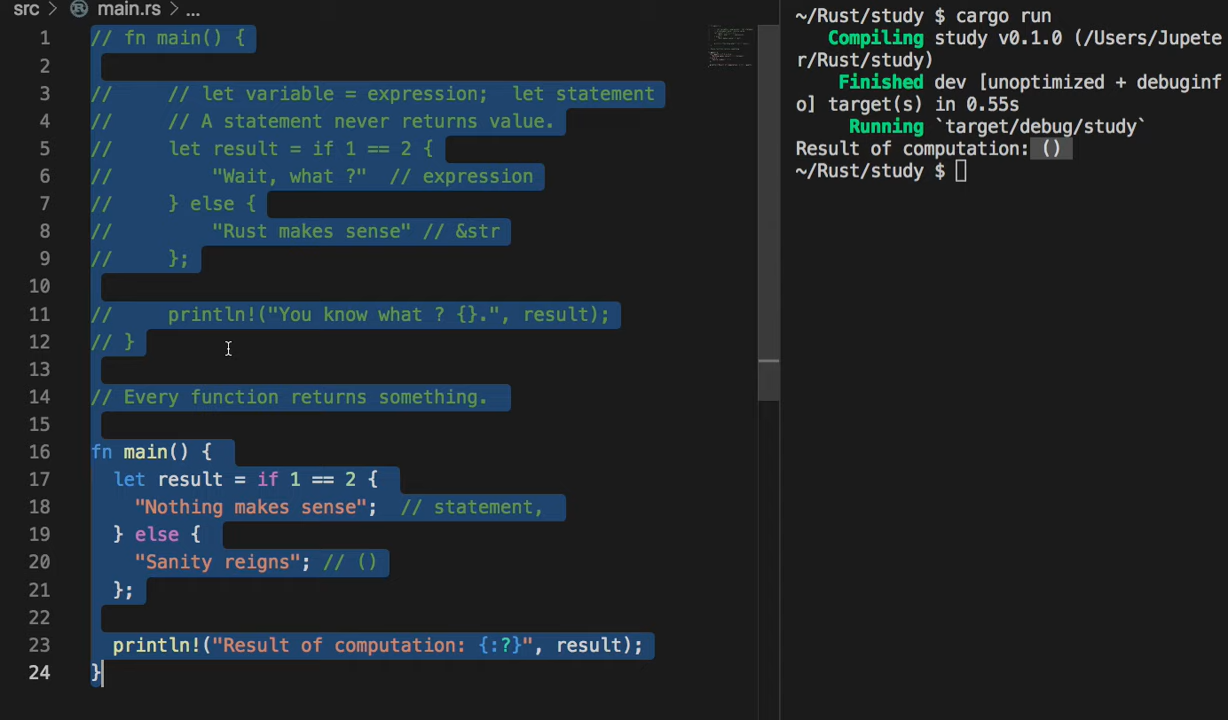 src > main.rs > ...
1 // fn main() {
2
3 //     // let variable = expression;  let statement
4 //     // A statement never returns value.
5 //     let result = if 1 == 2 {
6 //         "Wait, what ?"  // expression
7 //     } else {
8 //         "Rust makes sense" // &str
9 //     };
10
11 //     println!("You know what ? {}.", result);
12 // }
13
14 // Every function returns something.
15
16 fn main() {
17   let result = if 1 == 2 {
18     "Nothing makes sense";  // statement,
19   } else {
20     "Sanity reigns"; // ()
21   };
22
23   println!("Result of computation: {:?}", result);
24 }
~/Rust/study $ cargo run
   Compiling study v0.1.0 (/Users/Jupete
r/Rust/study)
    Finished dev [unoptimized + debuginf
o] target(s) in 0.55s
     Running `target/debug/study`
Result of computation: ()
~/Rust/study $